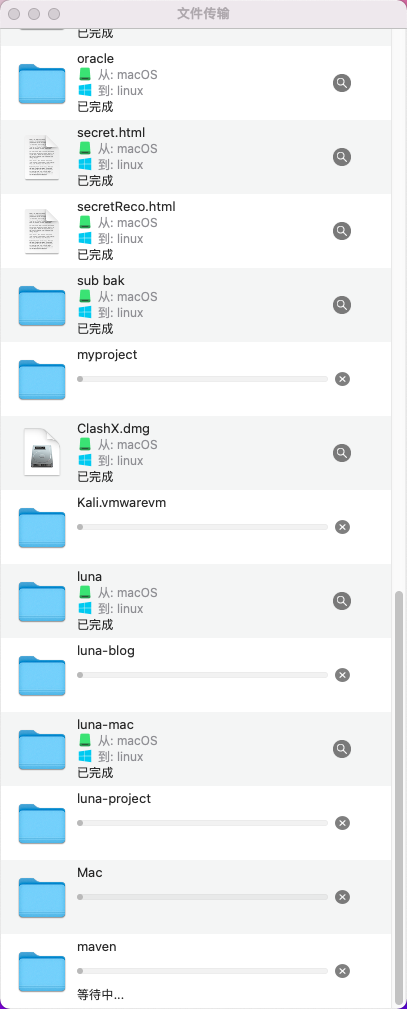 文件传输
已完成
oracle
从: macOS
到: linux
已完成
secret.html
从: macOS
到: linux
已完成
secretReco.html
从: macOS
到: linux
已完成
sub bak
从: macOS
到: linux
已完成
myproject
ClashX.dmg
从: macOS
到: linux
已完成
Kali.vmwarevm
luna
从: macOS
到: linux
已完成
luna-blog
luna-mac
从: macOS
到: linux
已完成
luna-project
Mac
maven
等待中...